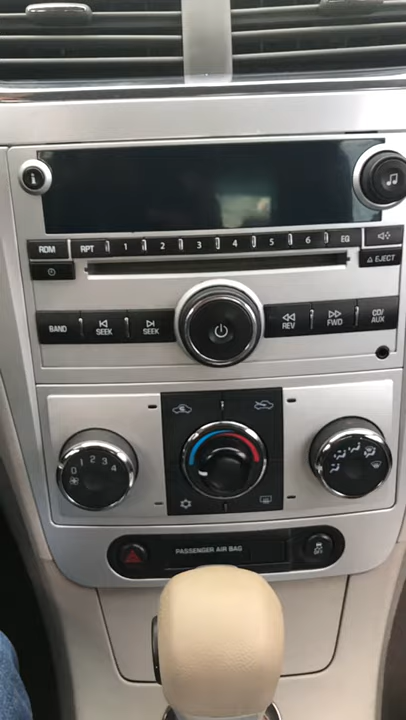 i
RDM RPT 1 2 3 4 5 6 EQ
EJECT
BAND SEEK SEEK REV FWD CD/
AUX
0 1 2 3 4
PASSENGER AIR BAG
OFF